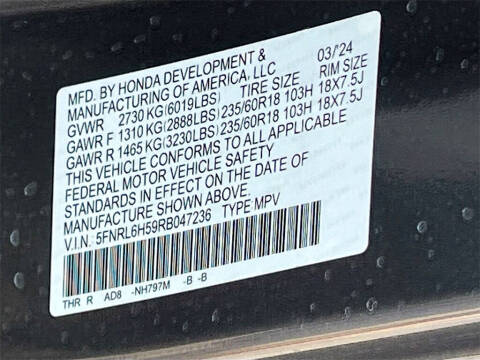 MFD. BY HONDA DEVELOPMENT &
MANUFACTURING OF AMERICA, LLC 03/'24
GVWR 2730 KG(6019LBS) TIRE SIZE RIM SIZE
GAWR F 1310 KG(2888LBS) 235/60R18 103H 18X7.5J
GAWR R 1465 KG(3230LBS) 235/60R18 103H 18X7.5J
THIS VEHICLE CONFORMS TO ALL APPLICABLE
FEDERAL MOTOR VEHICLE SAFETY
STANDARDS IN EFFECT ON THE DATE OF
MANUFACTURE SHOWN ABOVE.
V.I.N.: 5FNRL6H59RB047236 TYPE MPV
THR R AD8 -NH797M -B -B